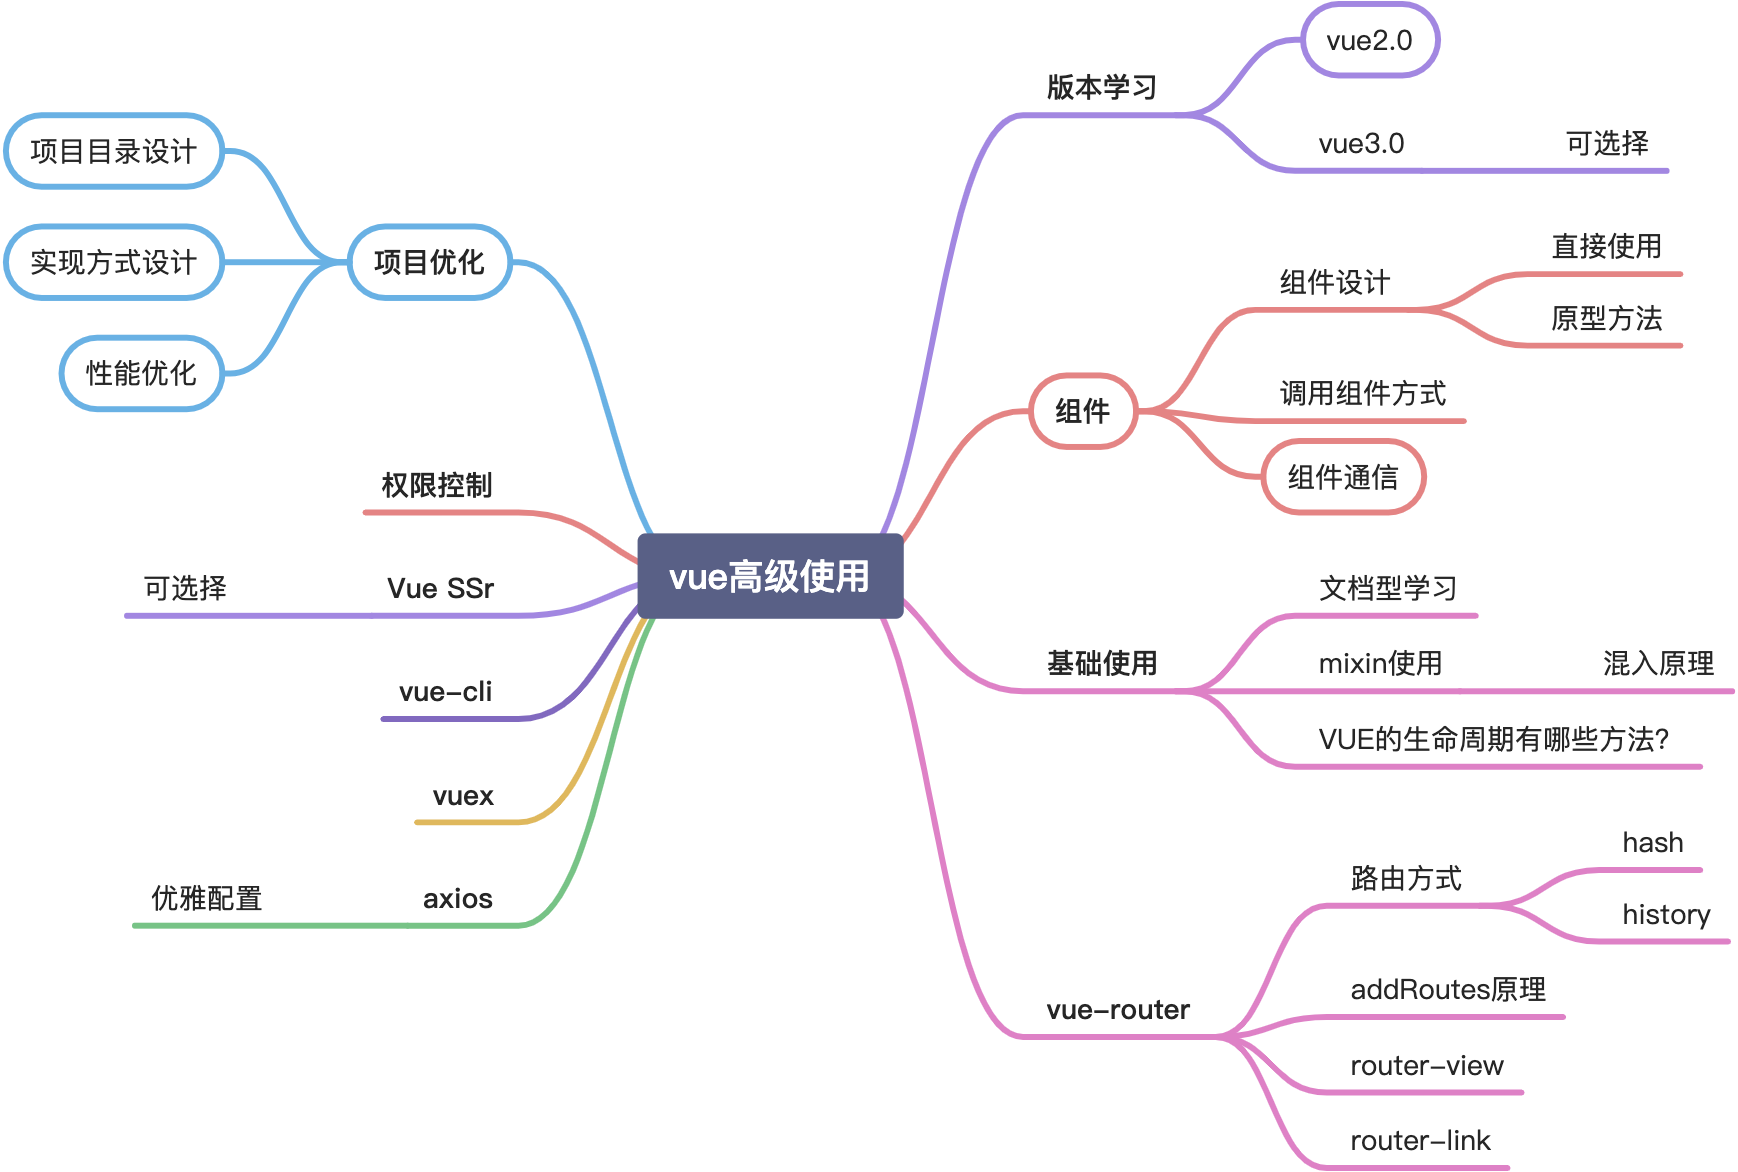 vue高级使用
版本学习
vue2.0
vue3.0
可选择
组件
组件设计
直接使用
原型方法
调用组件方式
组件通信
基础使用
文档型学习
mixin使用
混入原理
VUE的生命周期有哪些方法?
vue-router
路由方式
hash
history
addRoutes原理
router-view
router-link
项目优化
项目目录设计
实现方式设计
性能优化
权限控制
Vue SSr
可选择
vue-cli
vuex
axios
优雅配置